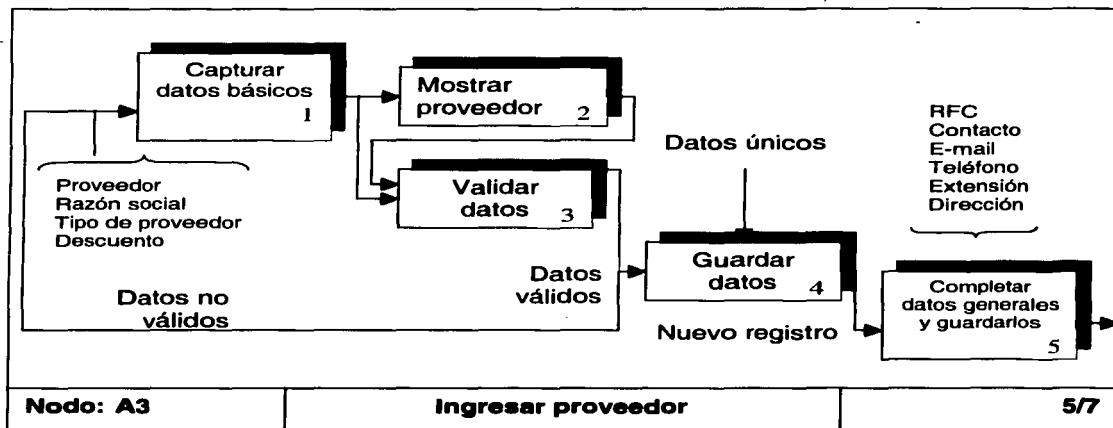 Capturar
datos básicos
1
Mostrar
proveedor
2
Proveedor
Razón social
Tipo de proveedor
Descuento
Validar
datos
3
Datos únicos
RFC
Contacto
E-mail
Teléfono
Extensión
Dirección
Datos no
válidos
Datos
válidos
Guardar
datos
4
Nuevo registro
Completar
datos generales
y guardarlos
5
Nodo: A3
Ingresar proveedor
5/7